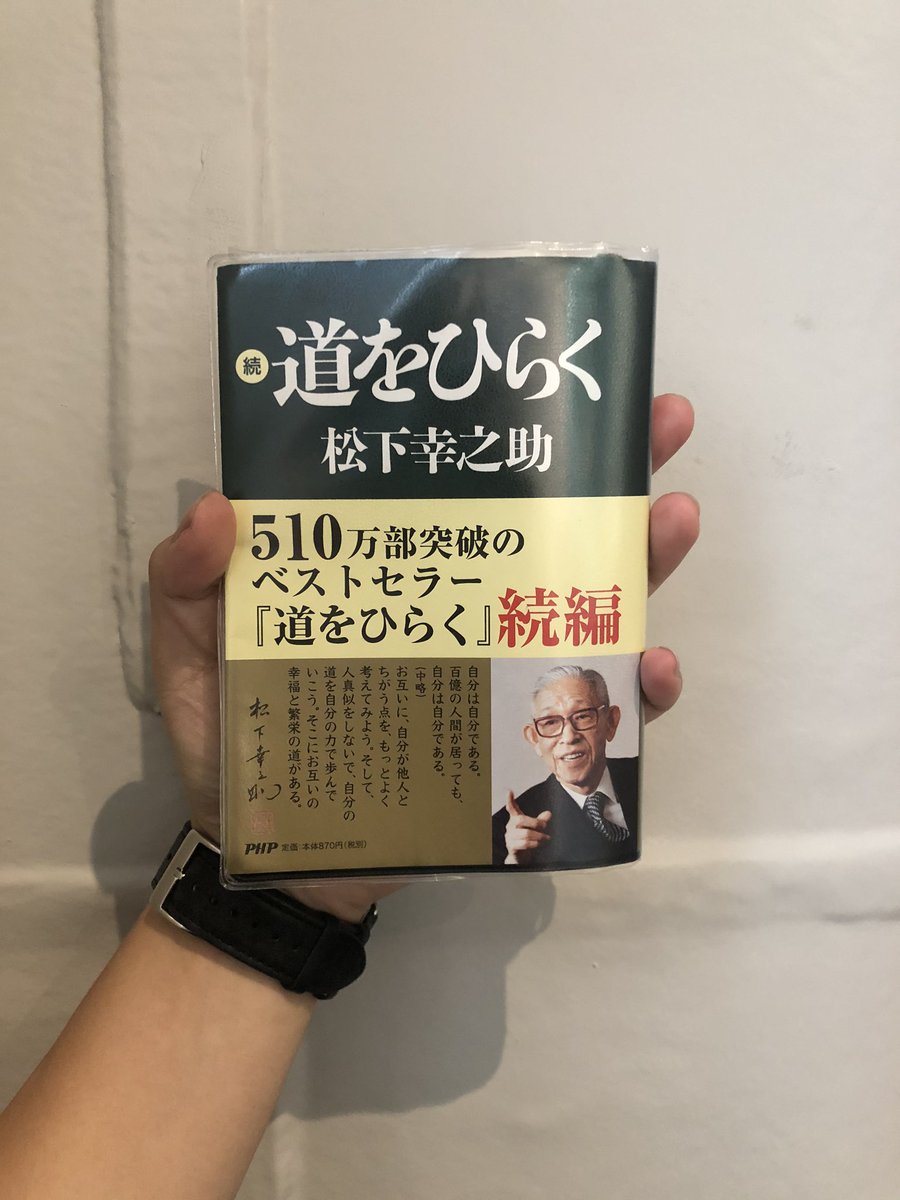 続
道をひらく
松下幸之助
510万部突破の
ベストセラー
『道をひらく』続編
自分は自分である。
百億の人間が居っても、
自分は自分である。
(中略)
お互いに、自分が他人と
ちがう点を、もっとよく
考えてみよう。そして、
人真似をしないで、自分の
道を自分の力で歩んで
いこう。そこにお互いの
幸福と繁栄の道がある。
松下幸之助
PHP 定価:本体870円(税別)